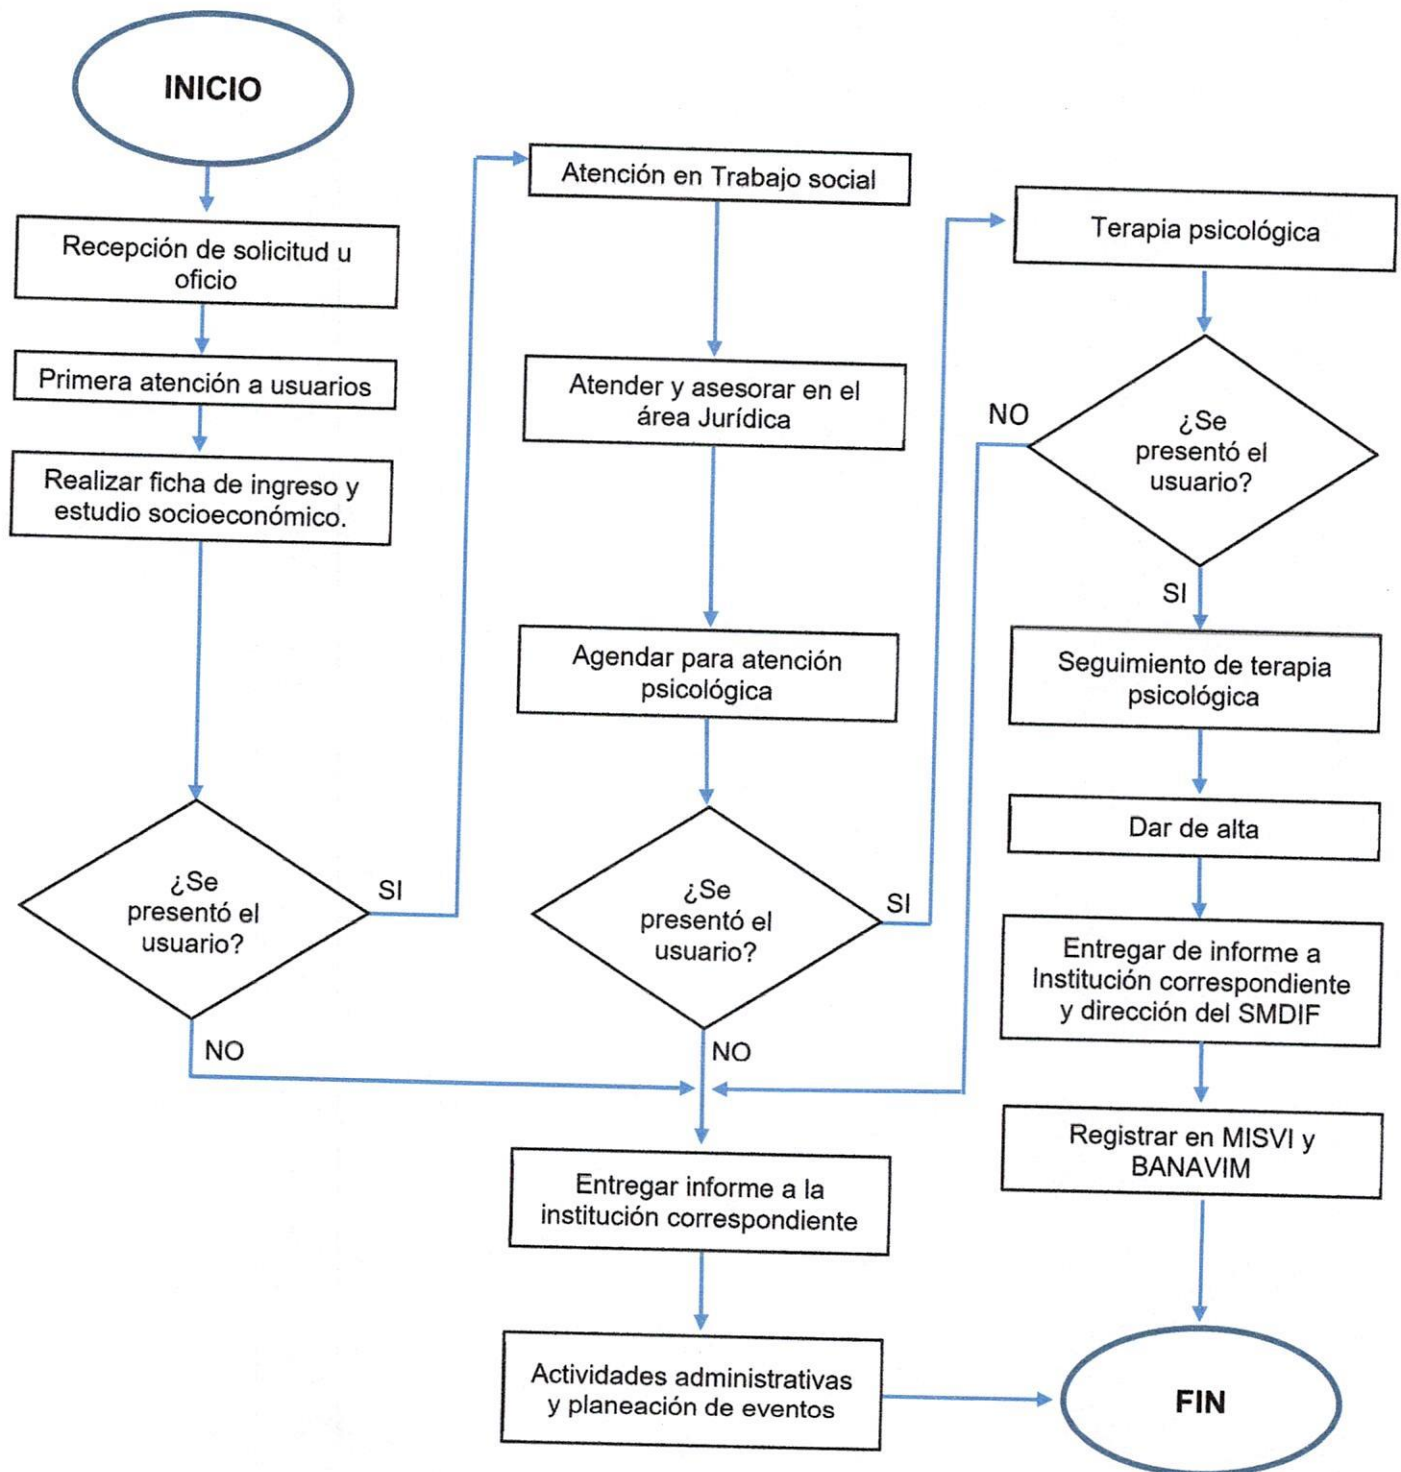 INICIO
Recepción de solicitud u
oficio
Primera atención a usuarios
Realizar ficha de ingreso y
estudio socioeconómico.
¿Se
presentó el
usuario?
SI
NO
Atención en Trabajo social
Atender y asesorar en el
área Jurídica
Agendar para atención
psicológica
¿Se
presentó el
usuario?
SI
NO
Entregar informe a la
institución correspondiente
Actividades administrativas
y planeación de eventos
Terapia psicológica
¿Se
presentó el
usuario?
NO
SI
Seguimiento de terapia
psicológica
Dar de alta
Entregar de informe a
Institución correspondiente
y dirección del SMDIF
Registrar en MISVI y
BANAVIM
FIN